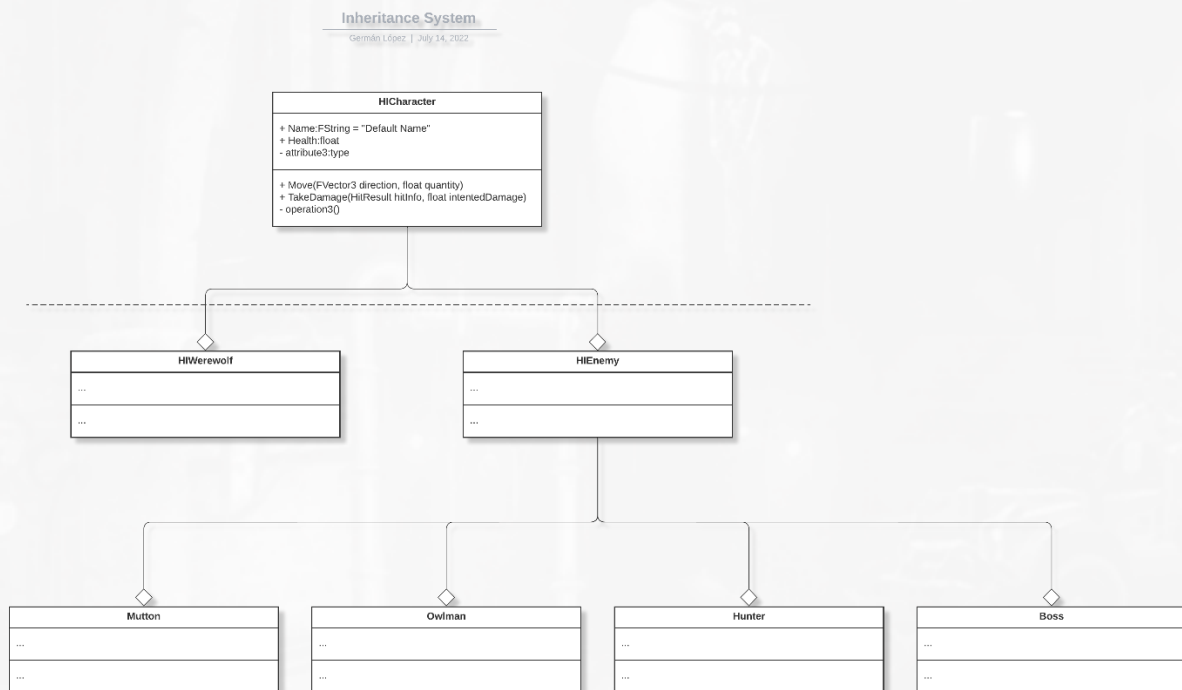 Inheritance System
Germán López | July 14, 2022
HICharacter
+ Name:FString = "Default Name"
+ Health:float
- attribute3:type
+ Move(FVector3 direction, float quantity)
+ TakeDamage(HitResult hitInfo, float intentedDamage)
- operation3()
HIWerewolf
...
...
HIEnemy
...
...
Mutton
...
...
Owlman
...
...
Hunter
...
...
Boss
...
...